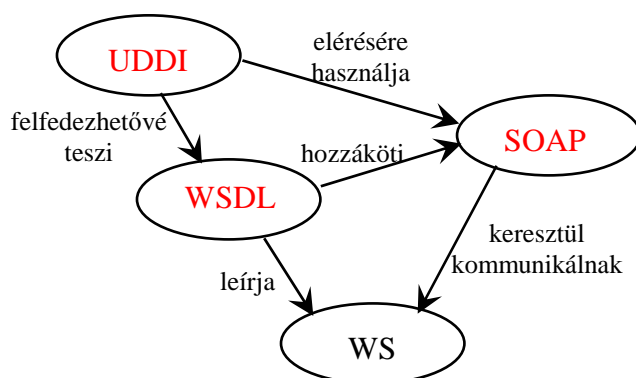 UDDI
elérésére
használja
felfedezhetővé
teszi
hozzáköti
SOAP
WSDL
keresztül
kommunikálnak
leírja
WS